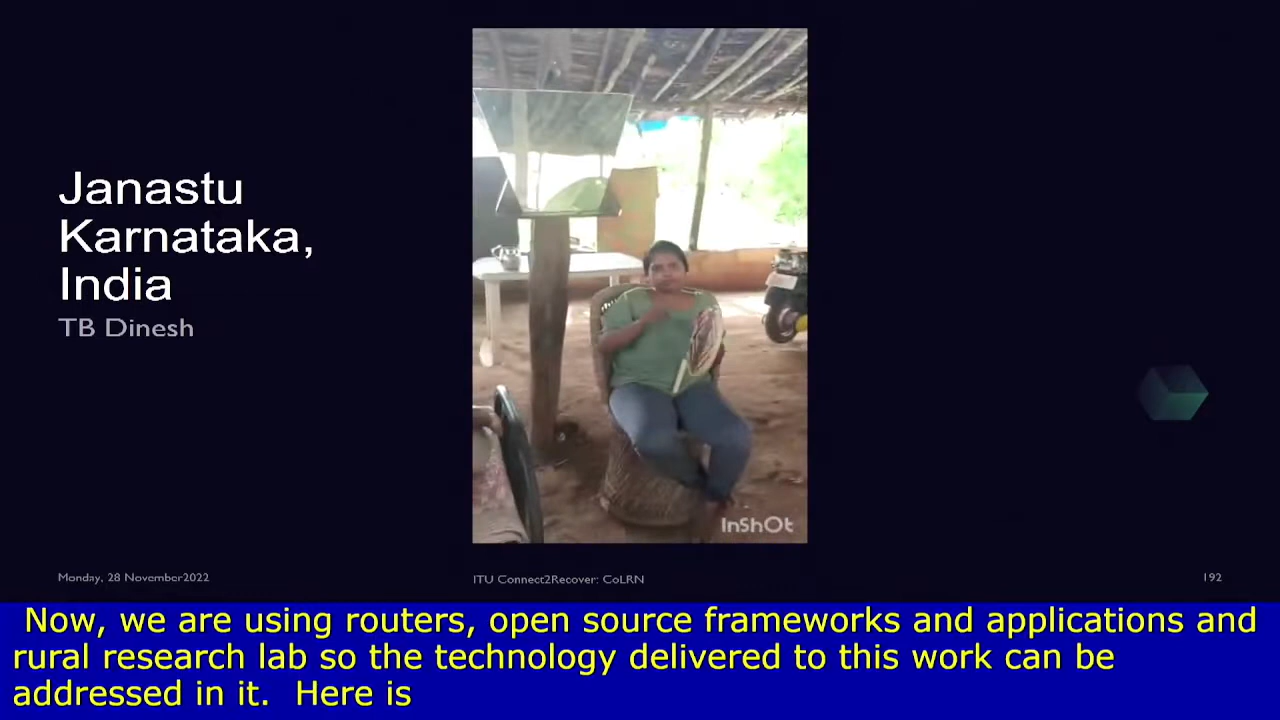 Janastu
Karnataka,
India
TB Dinesh
InShOt
Monday, 28 November2022
ITU Connect2Recover: CoLRN
192
Now, we are using routers, open source frameworks and applications and
rural research lab so the technology delivered to this work can be
addressed in it.  Here is